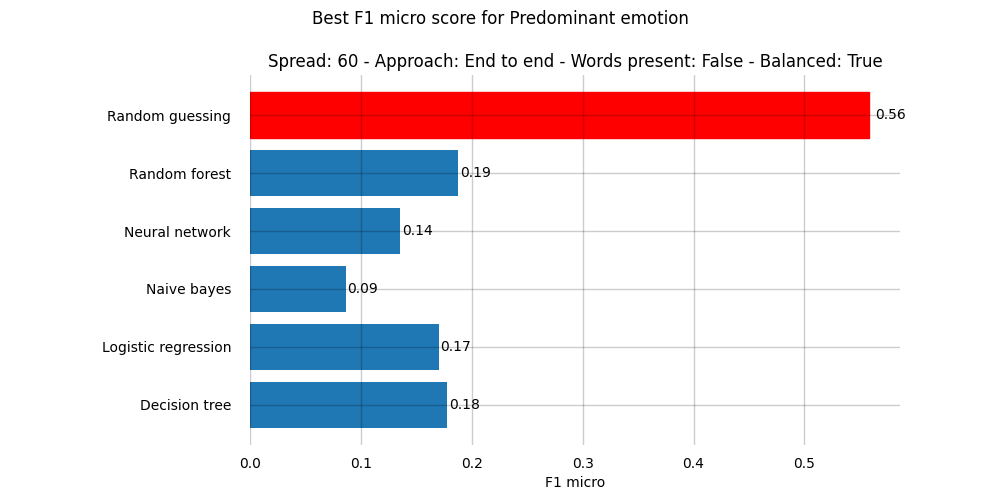 Best F1 micro score for Predominant emotion
Spread: 60 - Approach: End to end - Words present: False - Balanced: True
Random guessing 0.56
Random forest 0.19
Neural network 0.14
Naive bayes 0.09
Logistic regression 0.17
Decision tree 0.18
0.0 0.1 0.2 0.3 0.4 0.5
F1 micro